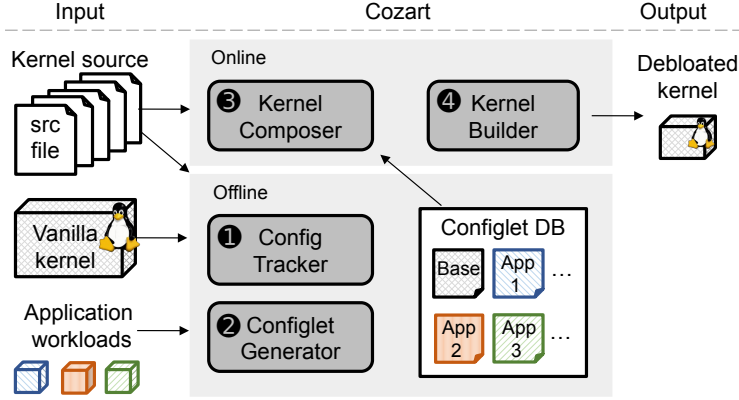 Input Cozart Output
Kernel source
src
file
Vanilla
kernel
Application
workloads
Online
❸ Kernel
Composer
❹ Kernel
Builder
Offline
❶ Config
Tracker
❷ Configlet
Generator
Configlet DB
Base App
1 ...
App
2 App
3 ...
Debloated
kernel